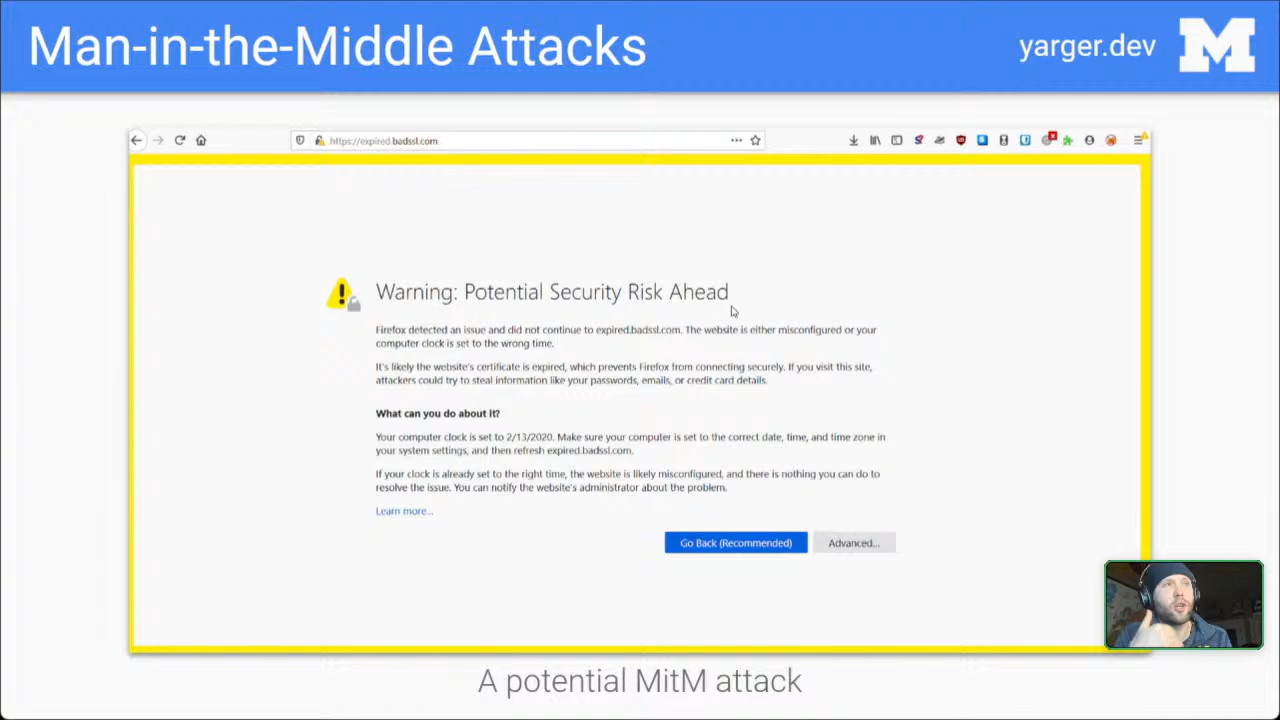 Man-in-the-Middle Attacks
yarger.dev
M
https://expired.badssl.com
Warning: Potential Security Risk Ahead
Firefox detected an issue and did not continue to expired.badssl.com. The website is either misconfigured or your
computer clock is set to the wrong time.
It's likely the website's certificate is expired, which prevents Firefox from connecting securely. If you visit this site,
attackers could try to steal information like your passwords, emails, or credit card details.
What can you do about it?
Your computer clock is set to 2/13/2020. Make sure your computer is set to the correct date, time, and time zone in
your system settings, and then refresh expired.badssl.com.
If your clock is already set to the right time, the website is likely misconfigured, and there is nothing you can do to
resolve the issue. You can notify the website's administrator about the problem.
Learn more...
Go Back (Recommended)
Advanced...
A potential MitM attack